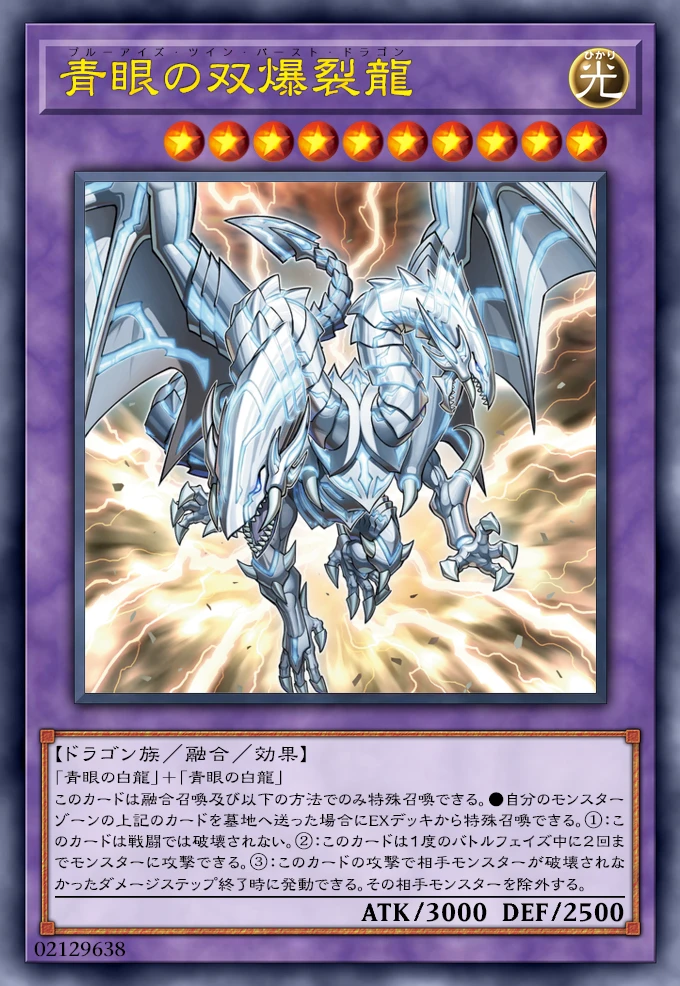 ブルーアイズ・ツイン・バースト・ドラゴン
青眼の双爆裂龍
ひかり
光
【ドラゴン族／融合／効果】
「青眼の白龍」＋「青眼の白龍」
このカードは融合召喚及び以下の方法でのみ特殊召喚できる。●自分のモンスター
ゾーンの上記のカードを墓地へ送った場合にEXデッキから特殊召喚できる。①：こ
のカードは戦闘では破壊されない。②：このカードは１度のバトルフェイズ中に２回ま
でモンスターに攻撃できる。③：このカードの攻撃で相手モンスターが破壊されな
かったダメージステップ終了時に発動できる。その相手モンスターを除外する。
ATK/3000 DEF/2500
02129638